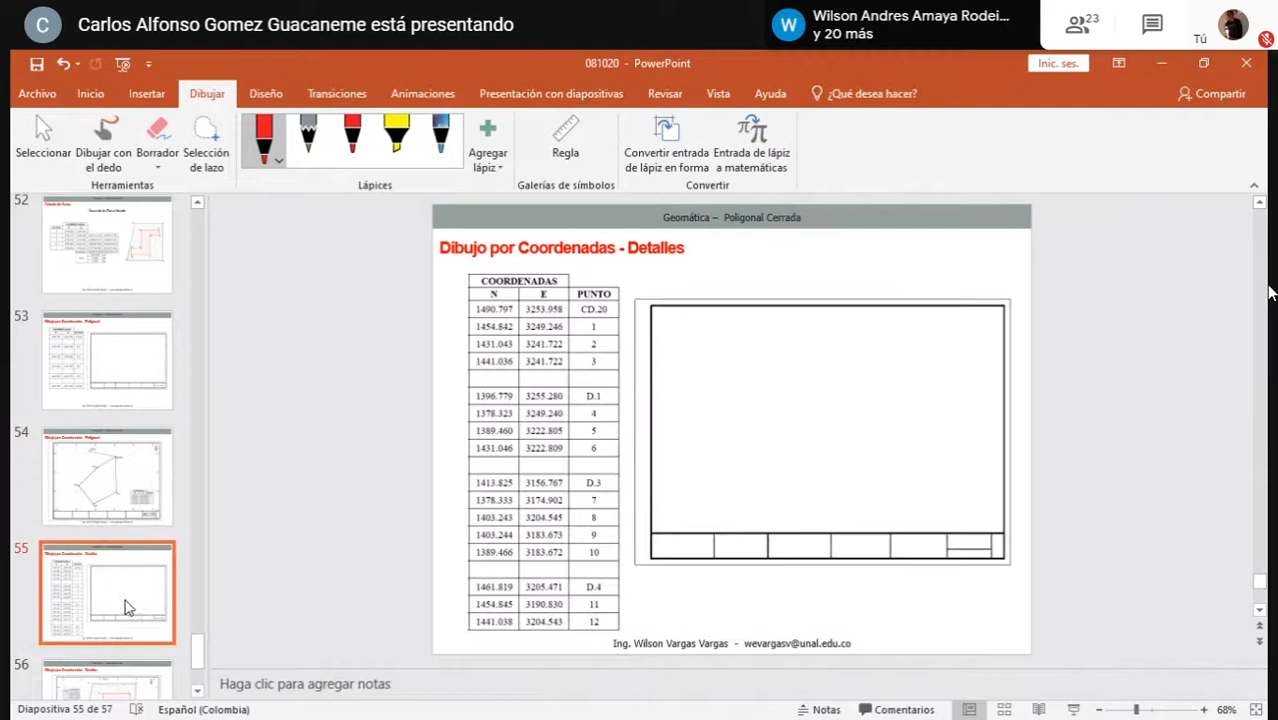 C Carlos Alfonso Gomez Guacaneme está presentando
W Wilson Andres Amaya Rodei...
y 20 más
23
Tú
081020 - PowerPoint
Inic. ses.
Archivo Inicio Insertar Dibujar Diseño Transiciones Animaciones Presentación con diapositivas Revisar Vista Ayuda ¿Qué desea hacer? Compartir
Seleccionar Dibujar con el dedo Borrador Selección de lazo
Herramientas
Lápices
Agregar lápiz
Regla
Galerías de símbolos
Convertir entrada de lápiz en forma
Entrada de lápiz a matemáticas
Convertir
52
53
54
55
56
Geomática – Poligonal Cerrada
Dibujo por Coordenadas - Detalles
COORDENADAS
N E PUNTO
1490.797 3253.958 CD.20
1454.842 3249.246 1
1431.043 3241.722 2
1441.036 3241.722 3
1396.779 3255.280 D.1
1378.323 3249.240 4
1389.460 3222.805 5
1431.046 3222.809 6
1413.825 3156.767 D.3
1378.333 3174.902 7
1403.243 3204.545 8
1403.244 3183.673 9
1389.466 3183.672 10
1461.819 3205.471 D.4
1454.845 3190.830 11
1441.038 3204.543 12
Ing. Wilson Vargas Vargas - wevargasv@unal.edu.co
Haga clic para agregar notas
Diapositiva 55 de 57 Español (Colombia) Notas Comentarios 68%